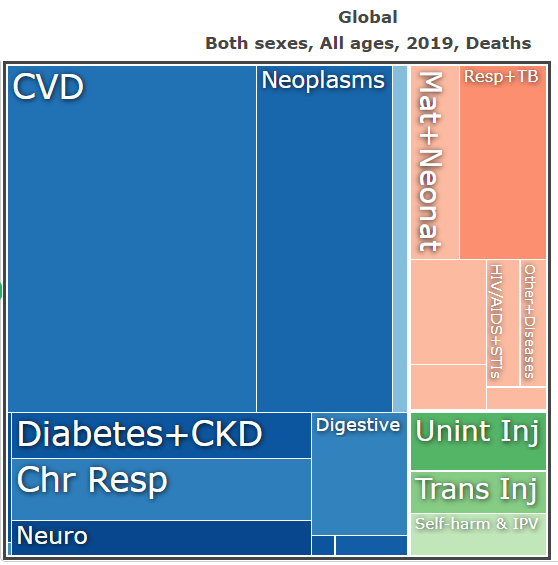 Global
Both sexes, All ages, 2019, Deaths
CVD
Neoplasms
Mat+Neonat
Resp+TB
HIV/AIDS+STIs
Other+Diseases
Diabetes+CKD
Digestive
Unint Inj
Chr Resp
Trans Inj
Neuro
Self-harm & IPV